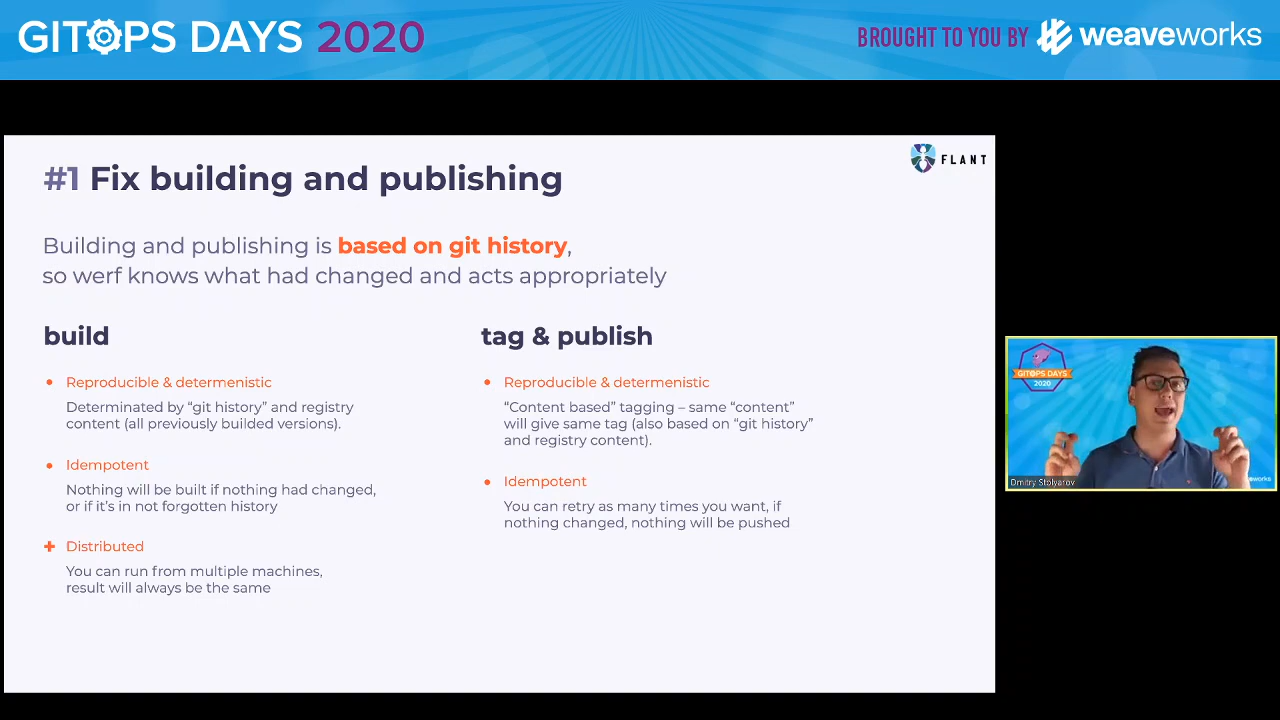 GITOPS DAYS 2020
BROUGHT TO YOU BY weaveworks
FLANT
#1 Fix building and publishing
Building and publishing is based on git history,
so werf knows what had changed and acts appropriately
build
Reproducible & determenistic
Determinated by “git history” and registry
content (all previously builded versions).
Idempotent
Nothing will be built if nothing had changed,
or if it’s in not forgotten history
Distributed
You can run from multiple machines,
result will always be the same
tag & publish
Reproducible & determenistic
“Content based” tagging – same “content”
will give same tag (also based on “git history”
and registry content).
Idempotent
You can retry as many times you want, if
nothing changed, nothing will be pushed
GITOPS DAYS
2020
Dmitry Stolyarov